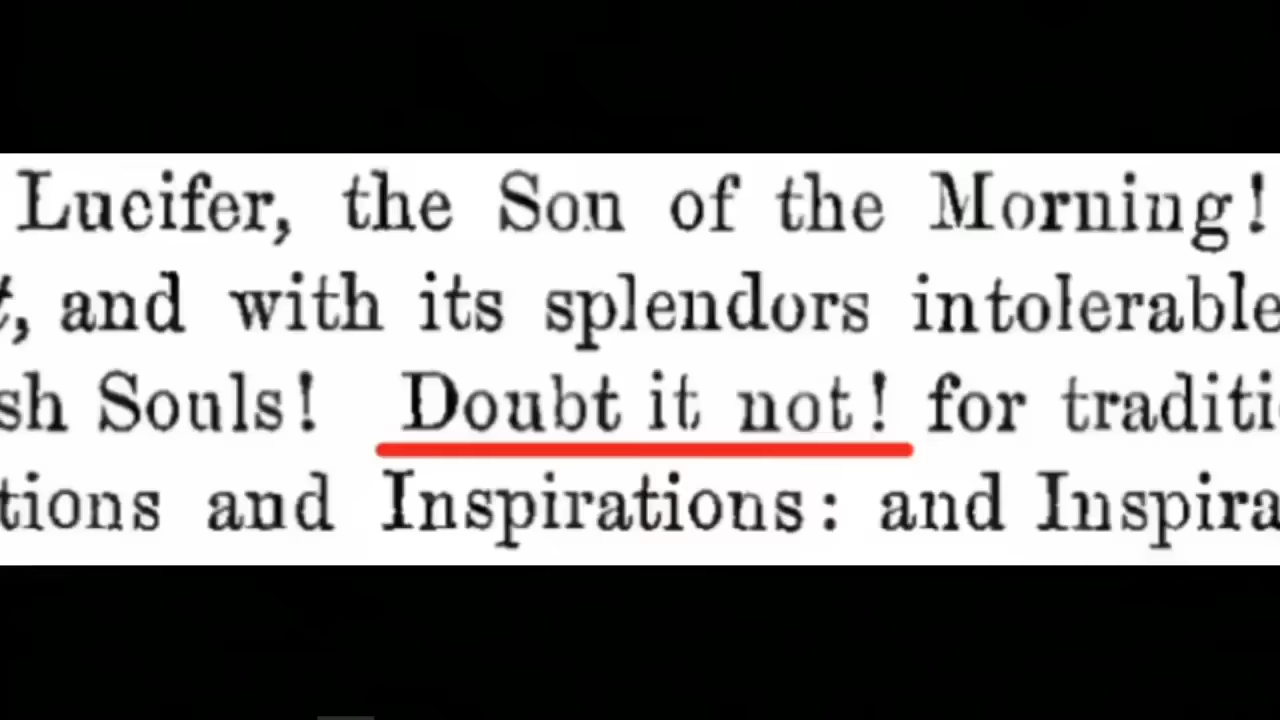 Lucifer, the Son of the Morning!
t, and with its splendors intolerable
sh Souls! Doubt it not! for traditi
tions and Inspirations: and Inspira